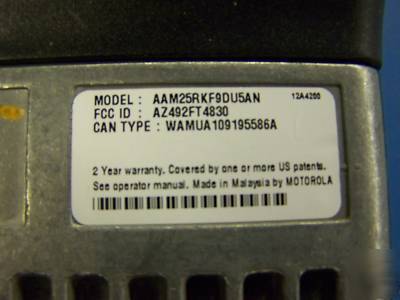 MODEL : AAM25RKF9DU5AN 12A4200
FCC ID : AZ492FT4830
CAN TYPE : WAMUA109195586A
2 Year warranty. Covered by one or more US patents.
See operator manual. Made in Malaysia by MOTOROLA